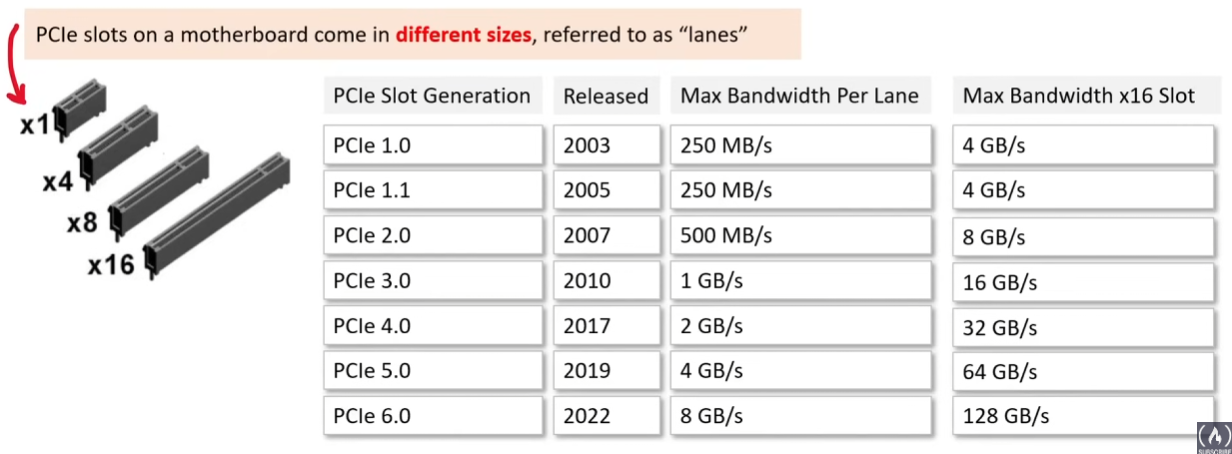 PCIe slots on a motherboard come in different sizes, referred to as “lanes”
x1
x4
x8
x16
PCIe Slot Generation Released Max Bandwidth Per Lane Max Bandwidth x16 Slot
PCIe 1.0 2003 250 MB/s 4 GB/s
PCIe 1.1 2005 250 MB/s 4 GB/s
PCIe 2.0 2007 500 MB/s 8 GB/s
PCIe 3.0 2010 1 GB/s 16 GB/s
PCIe 4.0 2017 2 GB/s 32 GB/s
PCIe 5.0 2019 4 GB/s 64 GB/s
PCIe 6.0 2022 8 GB/s 128 GB/s
SUBSCRIBE